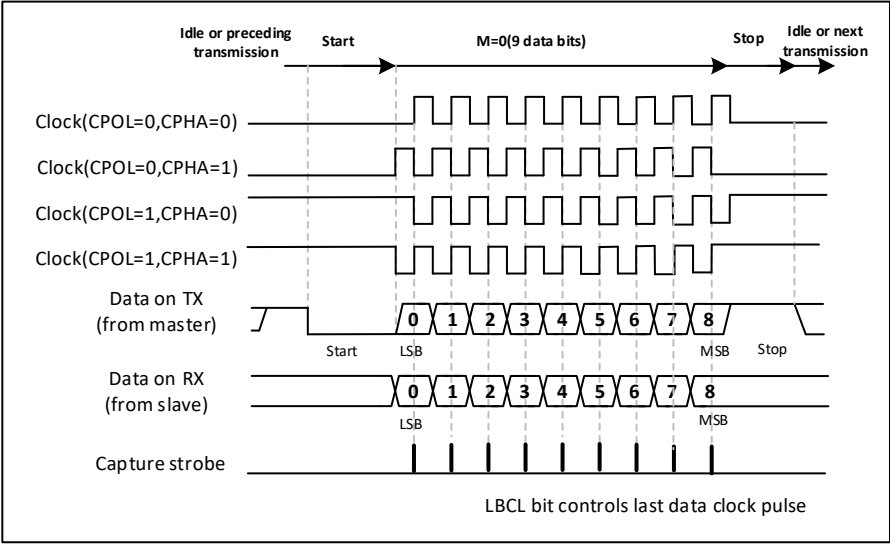 Idle or preceding
transmission
Start
M=0(9 data bits)
Stop
Idle or next
transmission
Clock(CPOL=0,CPHA=0)
Clock(CPOL=0,CPHA=1)
Clock(CPOL=1,CPHA=0)
Clock(CPOL=1,CPHA=1)
Data on TX
(from master)
0 1 2 3 4 5 6 7 8
Start
LSB
MSB
Stop
Data on RX
(from slave)
0 1 2 3 4 5 6 7 8
LSB
MSB
Capture strobe
LBCL bit controls last data clock pulse